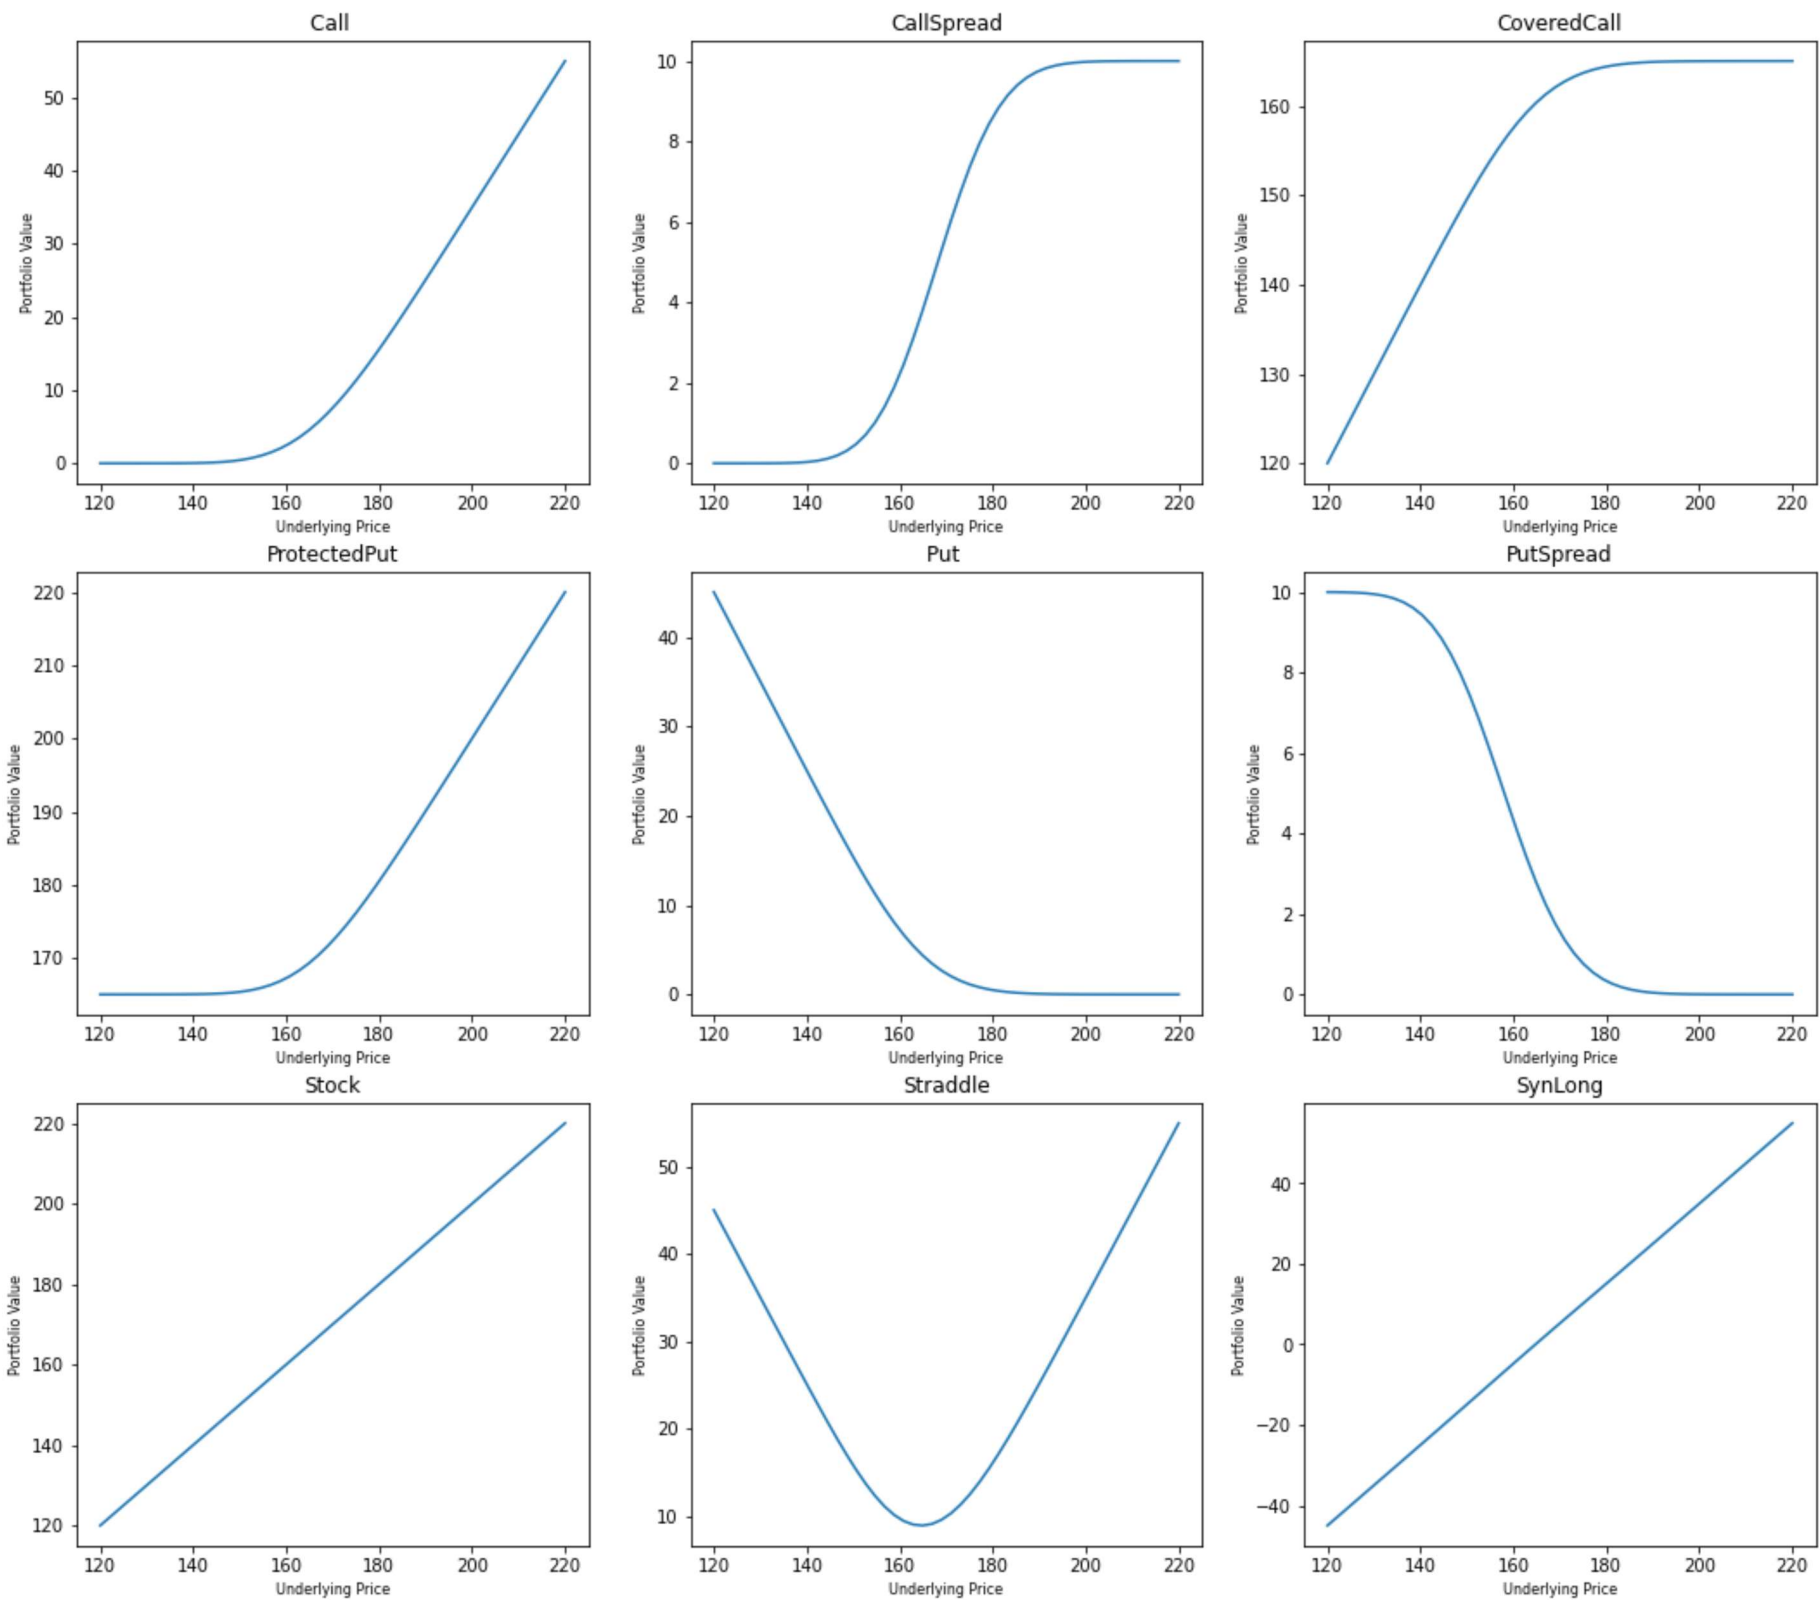 Call
Portfolio Value
50
40
30
20
10
0
120 140 160 180 200 220
Underlying Price
CallSpread
Portfolio Value
10
8
6
4
2
0
120 140 160 180 200 220
Underlying Price
CoveredCall
Portfolio Value
160
150
140
130
120
120 140 160 180 200 220
Underlying Price
ProtectedPut
Portfolio Value
220
210
200
190
180
170
120 140 160 180 200 220
Underlying Price
Put
Portfolio Value
40
30
20
10
0
120 140 160 180 200 220
Underlying Price
PutSpread
Portfolio Value
10
8
6
4
2
0
120 140 160 180 200 220
Underlying Price
Stock
Portfolio Value
220
200
180
160
140
120
120 140 160 180 200 220
Underlying Price
Straddle
Portfolio Value
50
40
30
20
10
120 140 160 180 200 220
Underlying Price
SynLong
Portfolio Value
40
20
0
−20
−40
120 140 160 180 200 220
Underlying Price